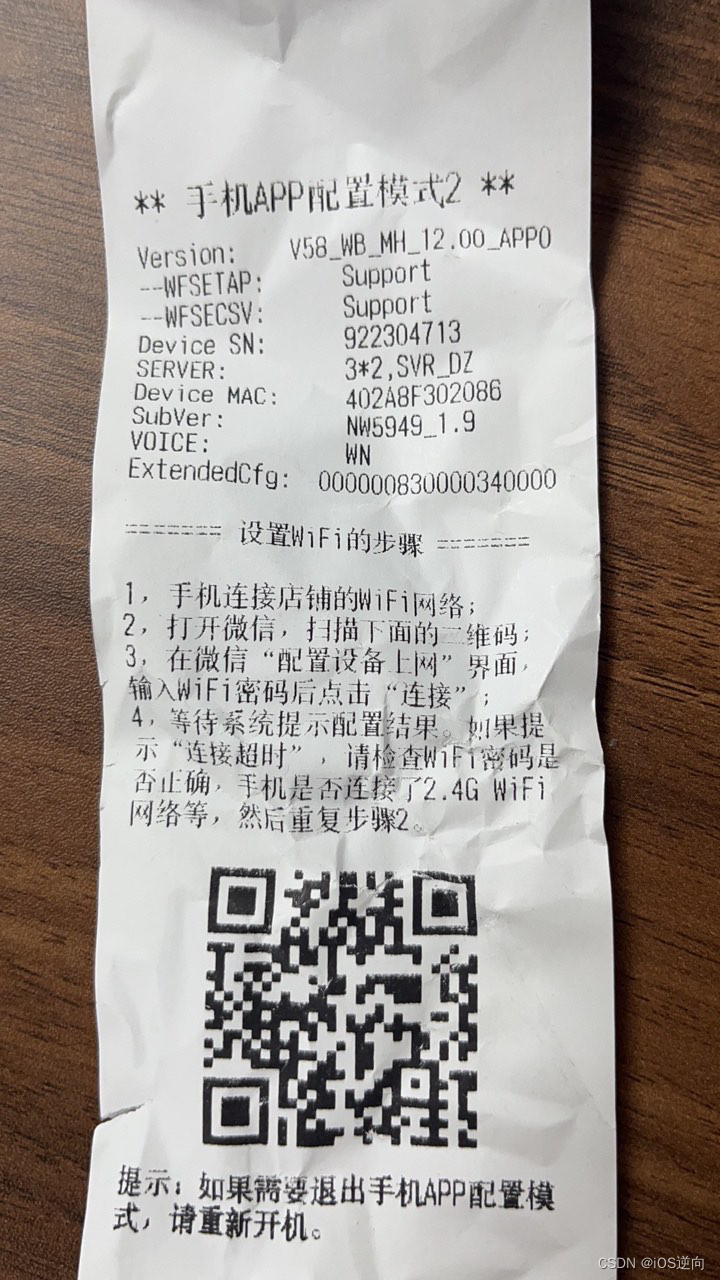 ** 手机APP配置模式2 **
Version: V58_WB_MH_12.00_APP0
--WFSETAP: Support
--WFSECSV: Support
Device SN: 922304713
SERVER: 3*2,SVR_DZ
Device MAC: 402A8F302086
SubVer: NW5949_1.9
VOICE: WN
ExtendedCfg: 000000830000340000
======= 设置WiFi的步骤 =======
1, 手机连接店铺的WiFi网络；
2, 打开微信，扫描下面的二维码；
3, 在微信“配置设备上网”界面，
输入WiFi密码后点击“连接”；
4, 等待系统提示配置结果。如果提
示“连接超时”，请检查WiFi密码是
否正确，手机是否连接了2.4G WiFi
网络等，然后重复步骤2。
提示：如果需要退出手机APP配置模
式，请重新开机。
CSDN @iOS逆向